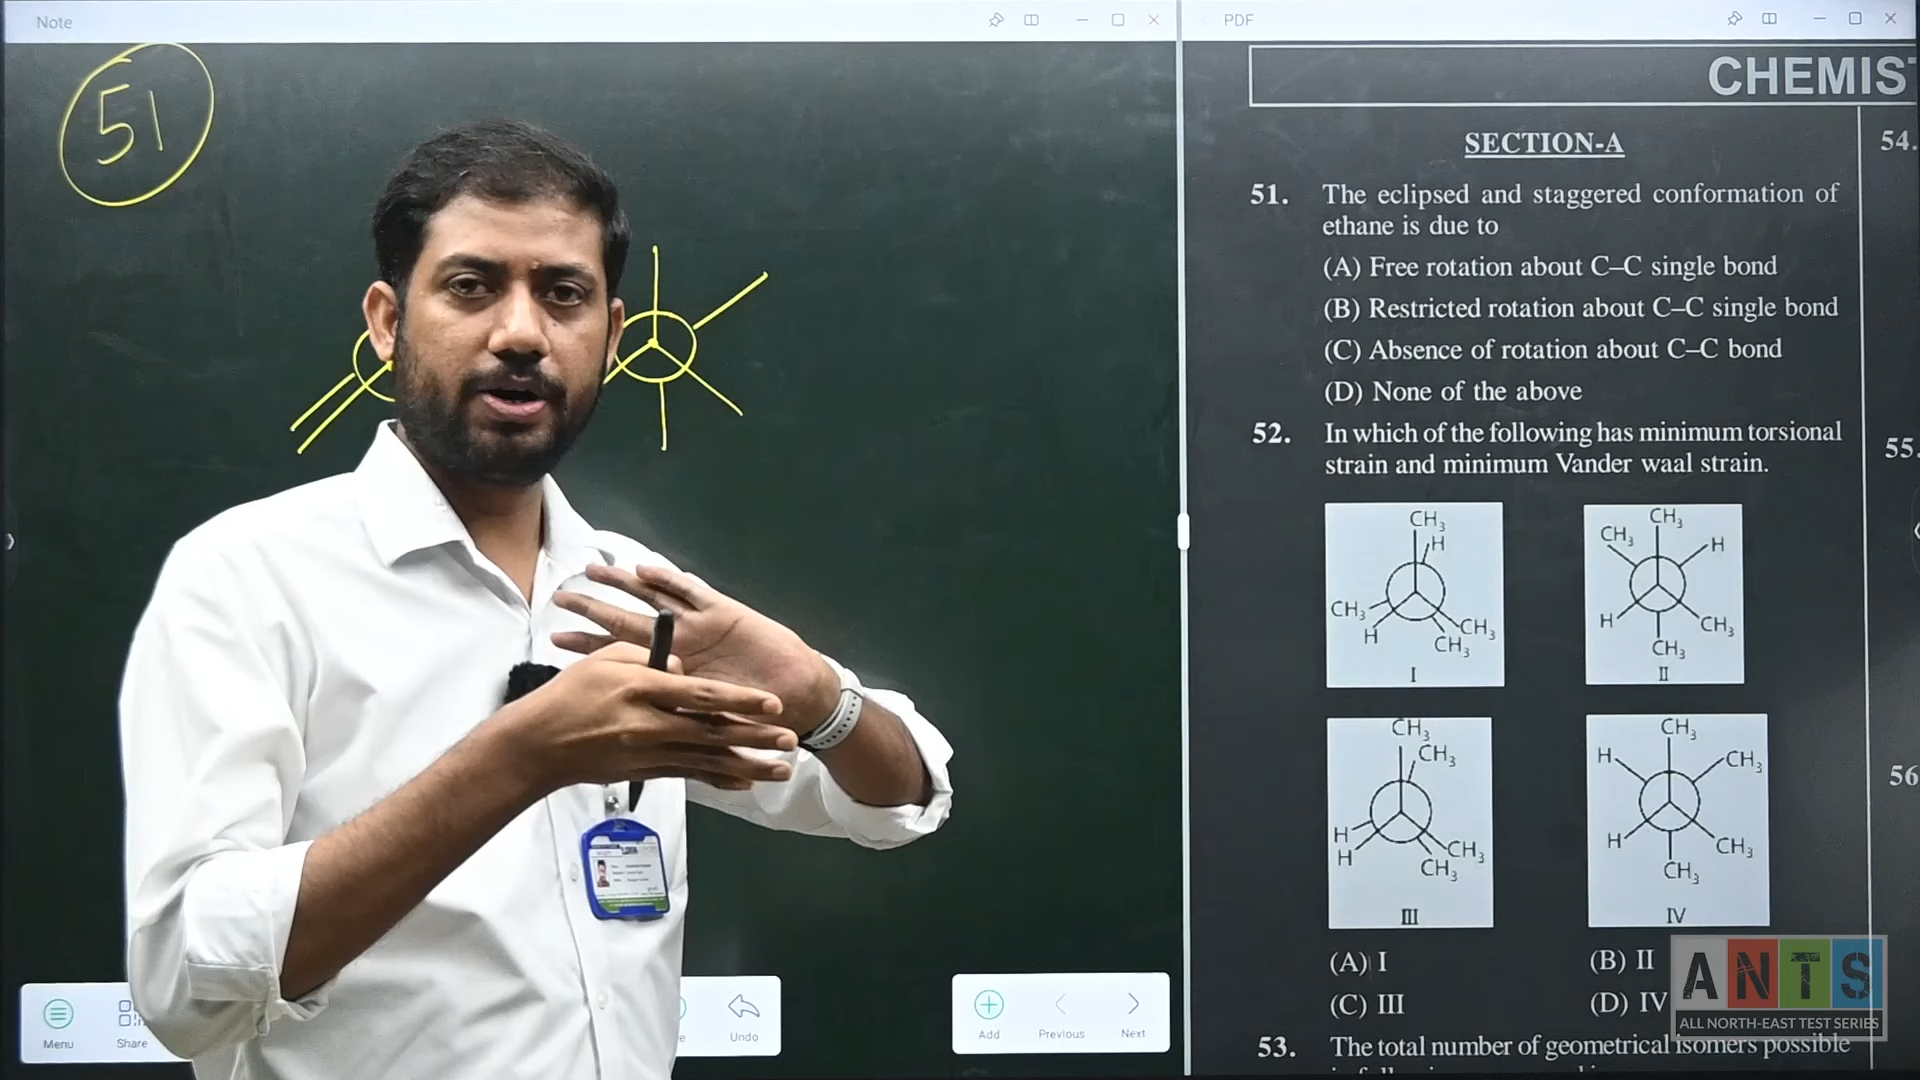 Note
PDF
51
CHEMIS
SECTION-A
51. The eclipsed and staggered conformation of
ethane is due to
(A) Free rotation about C–C single bond
(B) Restricted rotation about C–C single bond
(C) Absence of rotation about C–C bond
(D) None of the above
52. In which of the following has minimum torsional
strain and minimum Vander waal strain.
CH3
H
CH3
H
CH3
CH3
I
CH3
CH3
H
H
CH3
CH3
II
CH3
CH3
H
H
CH3
CH3
III
CH3
H
CH3
H
CH3
CH3
IV
(A) I
(B) II
(C) III
(D) IV
53. The total number of geometrical isomers possible
54.
55.
56
Menu
Share
Undo
Add
Previous
Next
ANTS
ALL NORTH-EAST TEST SERIES